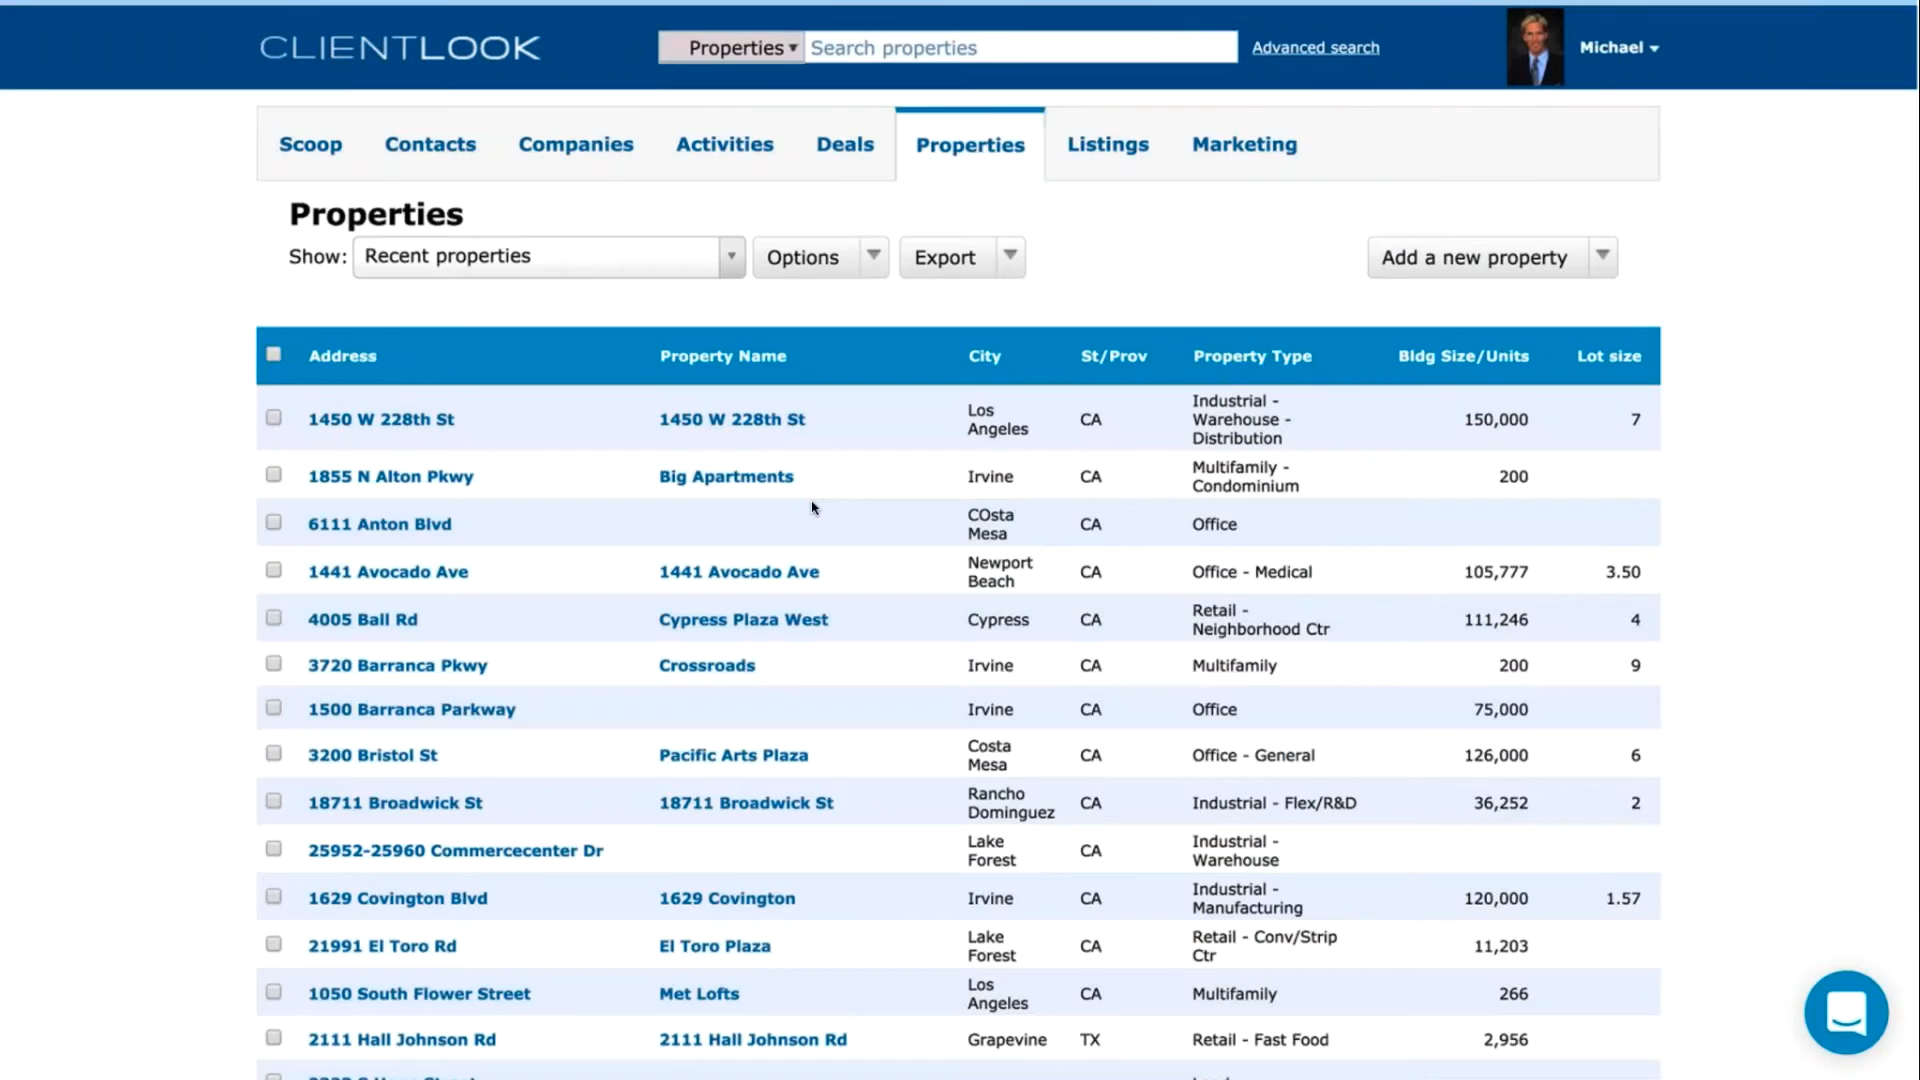 CLIENTLOOK
Properties ▾ Search properties Advanced search Michael
Scoop Contacts Companies Activities Deals Properties Listings Marketing
Properties
Show: Recent properties Options Export Add a new property
Address Property Name City St/Prov Property Type Bldg Size/Units Lot size
1450 W 228th St 1450 W 228th St Los Angeles CA Industrial - Warehouse - Distribution 150,000 7
1855 N Alton Pkwy Big Apartments Irvine CA Multifamily - Condominium 200
6111 Anton Blvd COsta Mesa CA Office
1441 Avocado Ave 1441 Avocado Ave Newport Beach CA Office - Medical 105,777 3.50
4005 Ball Rd Cypress Plaza West Cypress CA Retail - Neighborhood Ctr 111,246 4
3720 Barranca Pkwy Crossroads Irvine CA Multifamily 200 9
1500 Barranca Parkway Irvine CA Office 75,000
3200 Bristol St Pacific Arts Plaza Costa Mesa CA Office - General 126,000 6
18711 Broadwick St 18711 Broadwick St Rancho Dominguez CA Industrial - Flex/R&D 36,252 2
25952-25960 Commercecenter Dr Lake Forest CA Industrial - Warehouse
1629 Covington Blvd 1629 Covington Irvine CA Industrial - Manufacturing 120,000 1.57
21991 El Toro Rd El Toro Plaza Lake Forest CA Retail - Conv/Strip Ctr 11,203
1050 South Flower Street Met Lofts Los Angeles CA Multifamily 266
2111 Hall Johnson Rd 2111 Hall Johnson Rd Grapevine TX Retail - Fast Food 2,956